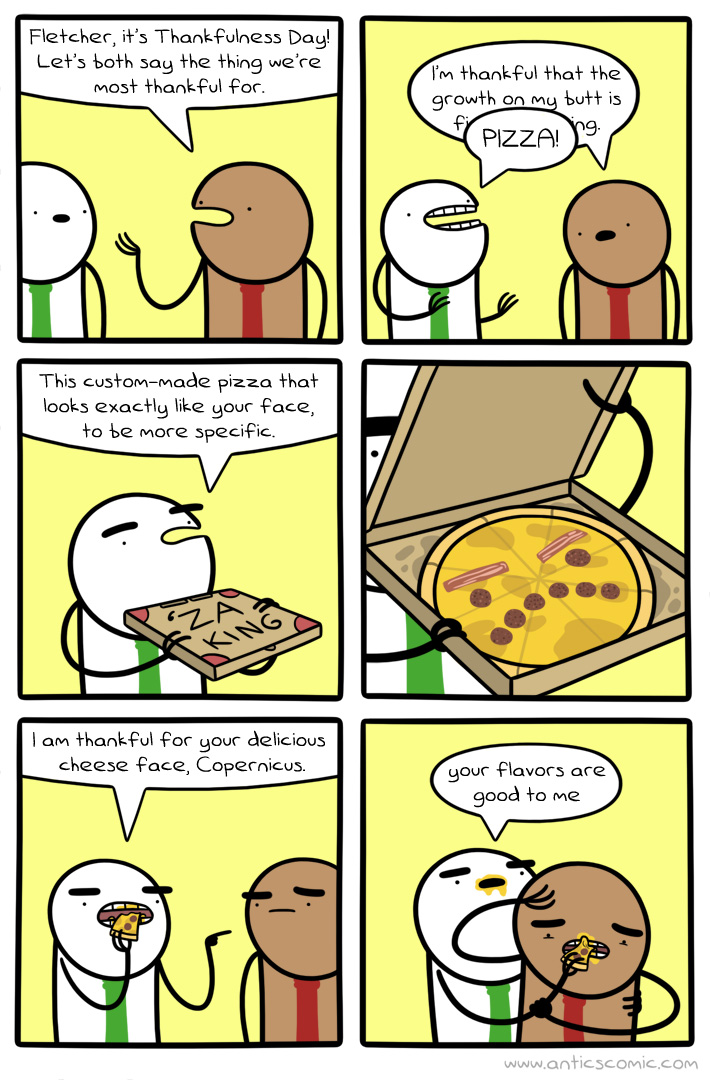 Fletcher, it's Thankfulness Day!
Let's both say the thing we're
most thankful for.
I'm thankful that the
growth on my butt is
ng.
PIZZA!
This custom-made pizza that
looks exactly like your face,
to be more specific.
'ZA
KING
I am thankful for your delicious
cheese face, Copernicus.
your flavors are
good to me
www.anticscomic.com